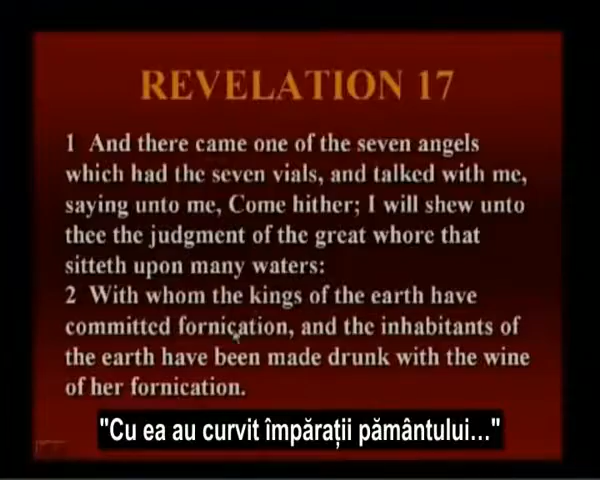 REVELATION 17
1 And there came one of the seven angels
which had the seven vials, and talked with me,
saying unto me, Come hither; I will shew unto
thee the judgment of the great whore that
sitteth upon many waters:
2 With whom the kings of the earth have
committed fornication, and the inhabitants of
the earth have been made drunk with the wine
of her fornication.
"Cu ea au curvit împărații pământului..."